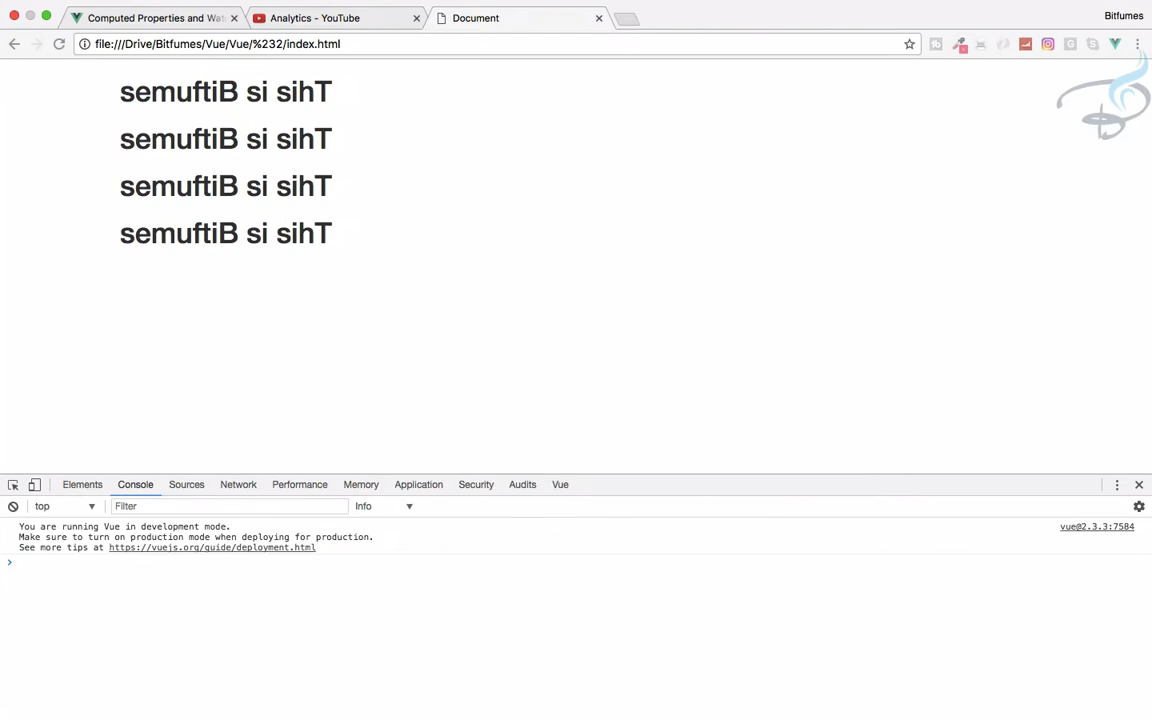 Computed Properties and Wat
Analytics - YouTube
Document
Bitfumes
file:///Drive/Bitfumes/Vue/Vue/%232/index.html
semuftiB si sihT
semuftiB si sihT
semuftiB si sihT
semuftiB si sihT
Elements Console Sources Network Performance Memory Application Security Audits Vue
top Filter Info
You are running Vue in development mode. vue@2.3.3:7584
Make sure to turn on production mode when deploying for production.
See more tips at https://vuejs.org/guide/deployment.html